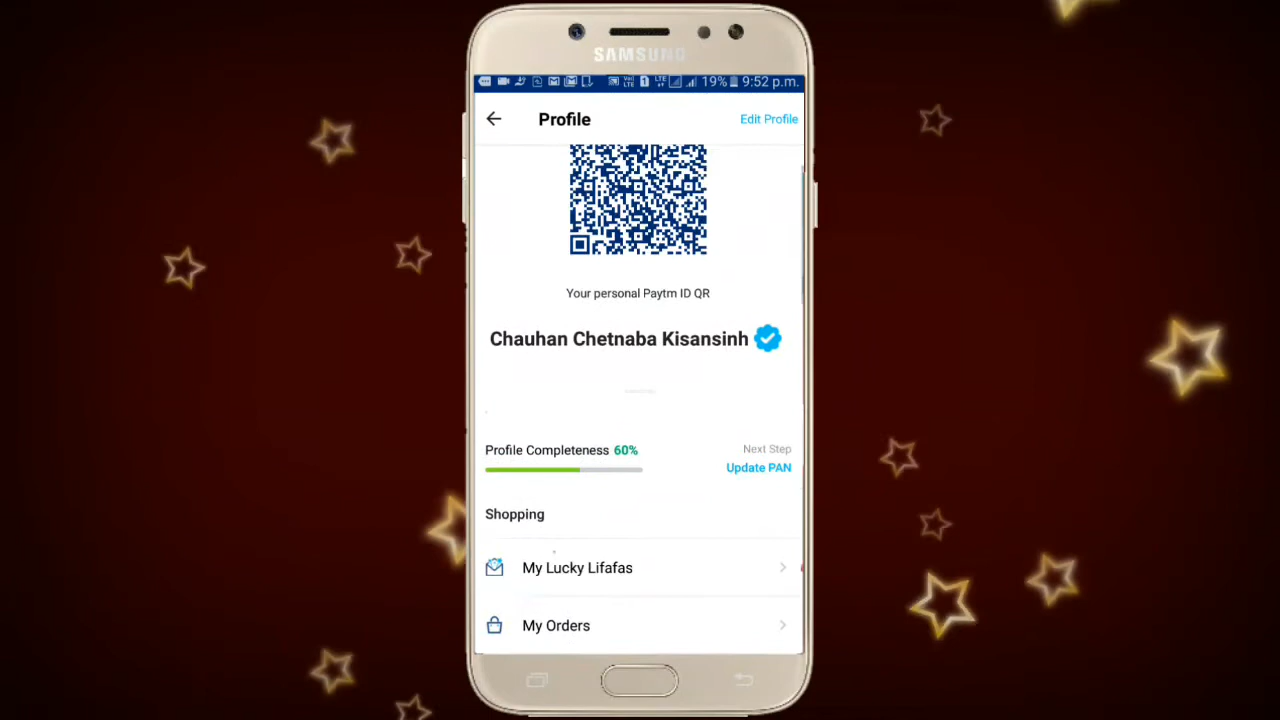 SAMSUNG
19% 9:52 p.m.
Profile
Edit Profile
Your personal Paytm ID QR
Chauhan Chetnaba Kisansinh
Profile Completeness 60%
Next Step
Update PAN
Shopping
My Lucky Lifafas
My Orders